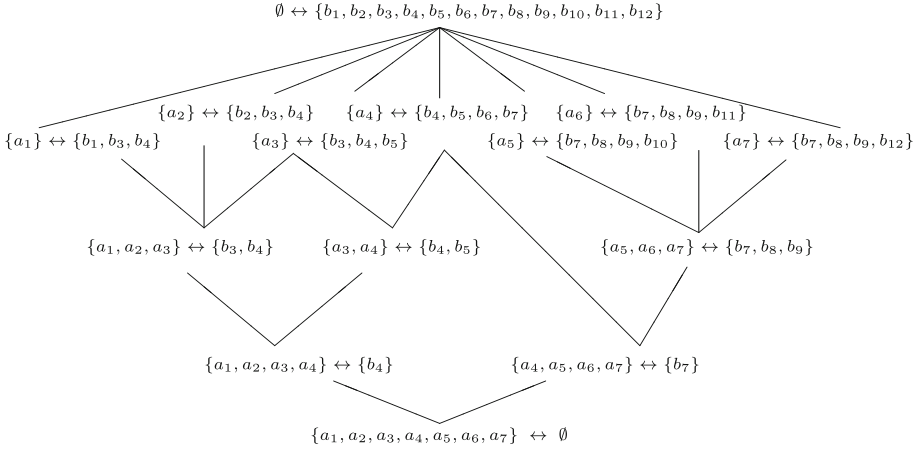 ∅ ↔ {b₁, b₂, b₃, b₄, b₅, b₆, b₇, b₈, b₉, b₁₀, b₁₁, b₁₂}
{a₂} ↔ {b₂, b₃, b₄} {a₄} ↔ {b₄, b₅, b₆, b₇} {a₆} ↔ {b₇, b₈, b₉, b₁₁}
{a₁} ↔ {b₁, b₃, b₄} {a₃} ↔ {b₃, b₄, b₅} {a₅} ↔ {b₇, b₈, b₉, b₁₀} {a₇} ↔ {b₇, b₈, b₉, b₁₂}
{a₁, a₂, a₃} ↔ {b₃, b₄} {a₃, a₄} ↔ {b₄, b₅} {a₅, a₆, a₇} ↔ {b₇, b₈, b₉}
{a₁, a₂, a₃, a₄} ↔ {b₄} {a₄, a₅, a₆, a₇} ↔ {b₇}
{a₁, a₂, a₃, a₄, a₅, a₆, a₇} ↔ ∅